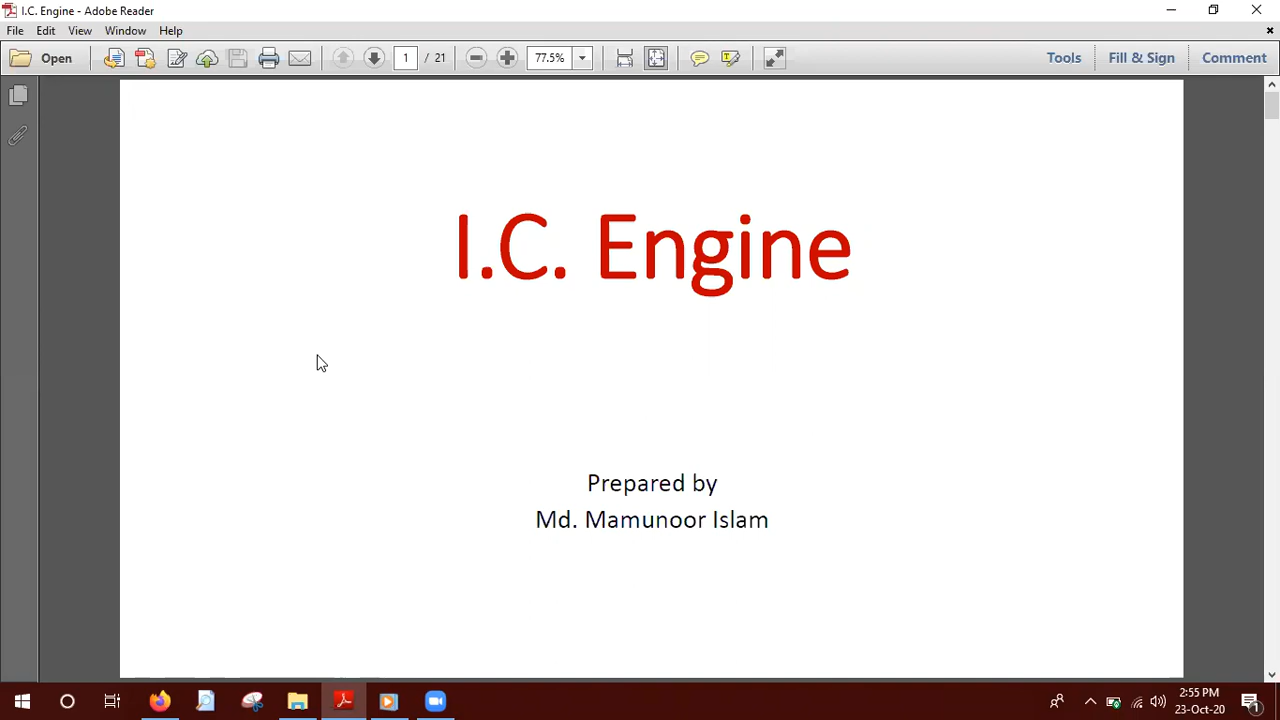 I.C. Engine - Adobe Reader
File Edit View Window Help
Open 1 / 21 77.5% Tools Fill & Sign Comment
I.C. Engine
Prepared by
Md. Mamunoor Islam
2:55 PM
23-Oct-20
1